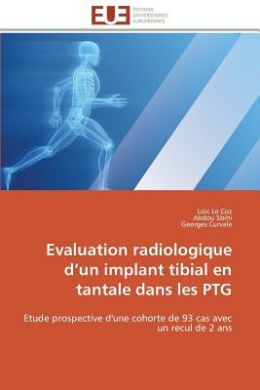 EUE
ÉDITIONS
UNIVERSITAIRES
EUROPÉENNES
Loic Le Coz
Abdou Sbihi
Georges Curvale
Evaluation radiologique
d'un implant tibial en
tantale dans les PTG
Etude prospective d'une cohorte de 93 cas avec
un recul de 2 ans